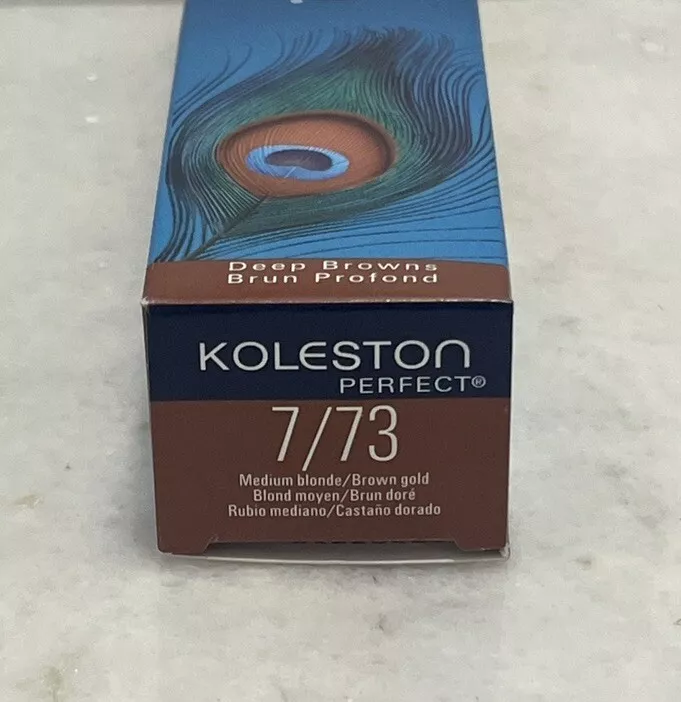 Deep Browns
Brun Profond
KOLESTON
PERFECT®
7/73
Medium blonde/Brown gold
Blond moyen/Brun doré
Rubio mediano/Castaño dorado